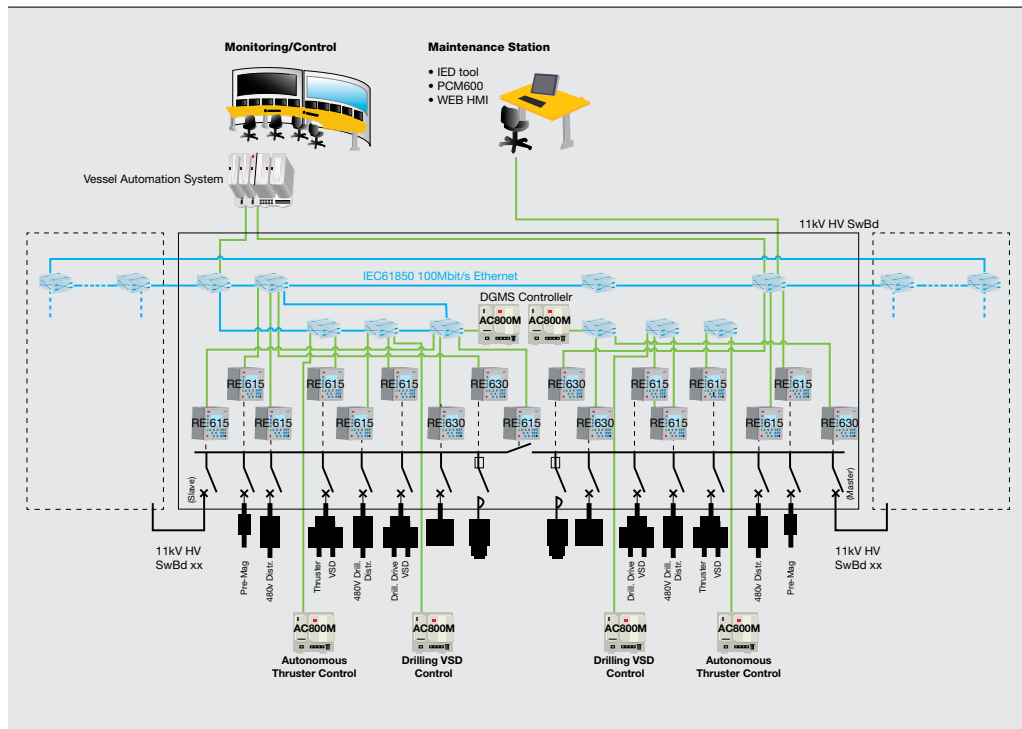 Monitoring/Control
Maintenance Station
• IED tool
• PCM600
• WEB HMI
Vessel Automation System
11kV HV SwBd
IEC61850 100Mbit/s Ethernet
DGMS Controllelr
AC800M
AC800M
RE 615
RE 615
RE 615
RE 630
RE 630
RE 615
RE 615
RE 615
RE 615
RE 615
RE 615
RE 630
RE 615
RE 630
RE 615
RE 615
RE 630
(Slave)
(Master)
11kV HV
SwBd xx
Pre-Mag
480v Distr.
Thruster
VSD
480V Drill.
Distr.
Drill. Drive
VSD
Drill. Drive
VSD
480V Drill.
Distr.
Thruster
VSD
480v Distr.
Pre-Mag
11kV HV
SwBd xx
AC800M
AC800M
AC800M
AC800M
Autonomous
Thruster Control
Drilling VSD
Control
Drilling VSD
Control
Autonomous
Thruster Control